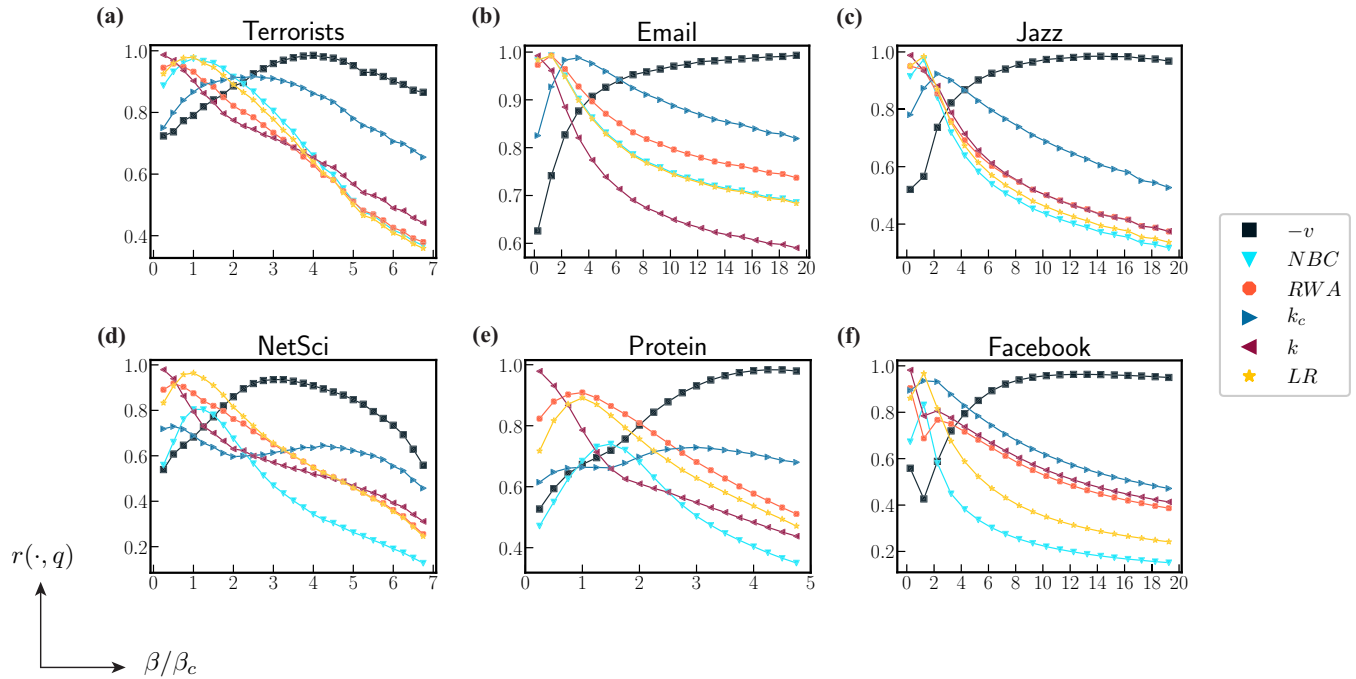 (a) Terrorists
(b) Email
(c) Jazz
1.0
0.8
0.6
0.4
0 1 2 3 4 5 6 7
1.0
0.9
0.8
0.7
0.6
0 2 4 6 8 10 12 14 16 18 20
1.0
0.8
0.6
0.4
0 2 4 6 8 10 12 14 16 18 20
−v
NBC
RWA
k_c
k
LR
(d) NetSci
(e) Protein
(f) Facebook
1.0
0.8
0.6
0.4
0.2
0 1 2 3 4 5 6 7
1.0
0.8
0.6
0.4
0 1 2 3 4 5
1.0
0.8
0.6
0.4
0.2
0 2 4 6 8 10 12 14 16 18 20
r(·, q)
β/β_c